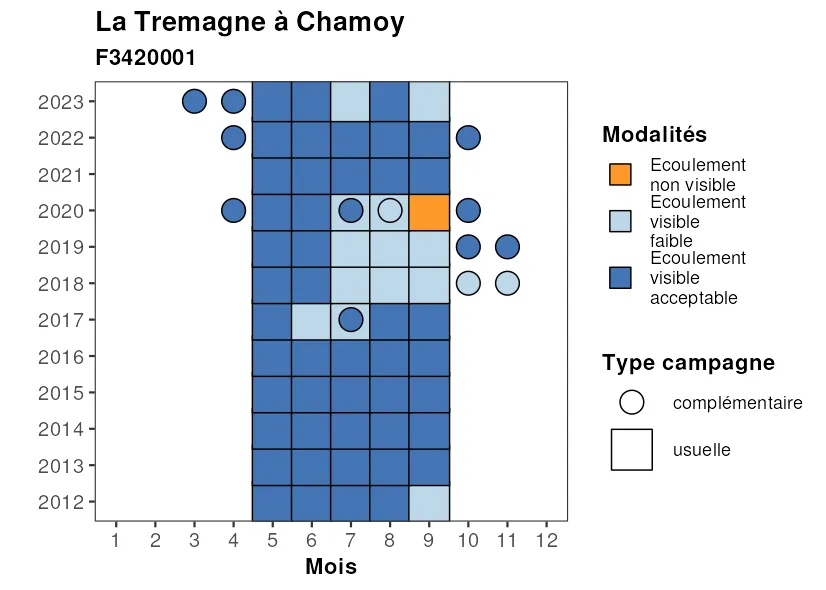 La Tremagne à Chamoy
F3420001
2023
2022
2021
2020
2019
2018
2017
2016
2015
2014
2013
2012
1 2 3 4 5 6 7 8 9 10 11 12
Mois
Modalités
Ecoulement
non visible
Ecoulement
visible
faible
Ecoulement
visible
acceptable
Type campagne
complémentaire
usuelle